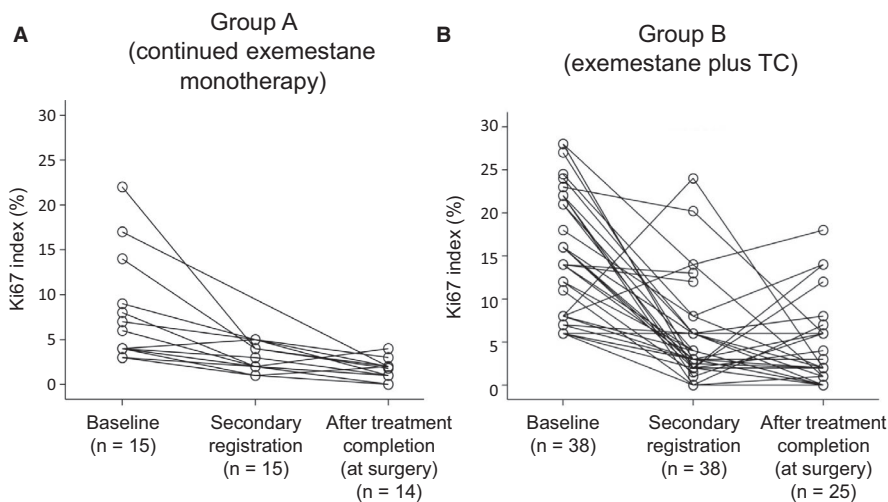 A
Group A
(continued exemestane
monotherapy)
Ki67 index (%)
30
25
20
15
10
5
0
Baseline
(n = 15)
Secondary
registration
(n = 15)
After treatment
completion
(at surgery)
(n = 14)
B
Group B
(exemestane plus TC)
Ki67 index (%)
30
25
20
15
10
5
0
Baseline
(n = 38)
Secondary
registration
(n = 38)
After treatment
completion
(at surgery)
(n = 25)